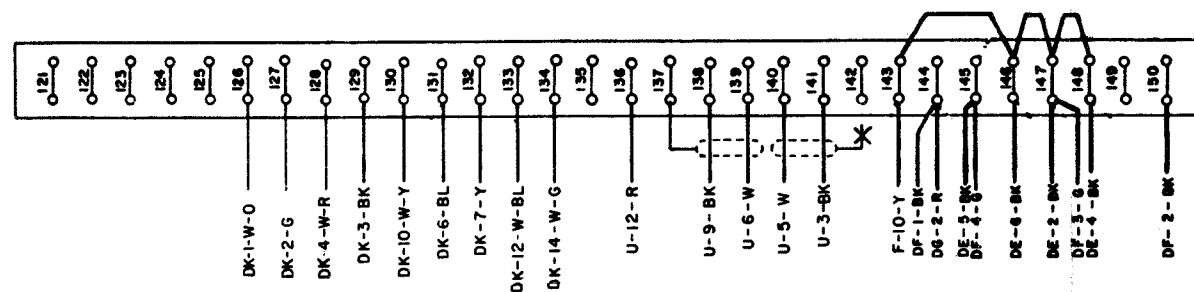 121
122
123
124
125
126
127
128
129
130
131
132
133
134
135
136
137
138
139
140
141
142
143
144
145
146
147
148
149
150
DK-1-W-O
DK-2-G
DK-4-W-R
DK-3-BK
DK-10-W-Y
DK-6-BL
DK-7-Y
DK-12-W-BL
DK-14-W-G
U-12-R
U-9-BK
U-6-W
U-5-W
U-3-BK
F-10-Y
DF-1-BK
DG-2-R
DE-5-BK
DF-4-G
DE-6-BK
DE-2-BK
DF-3-G
DE-4-BK
DF-2-BK